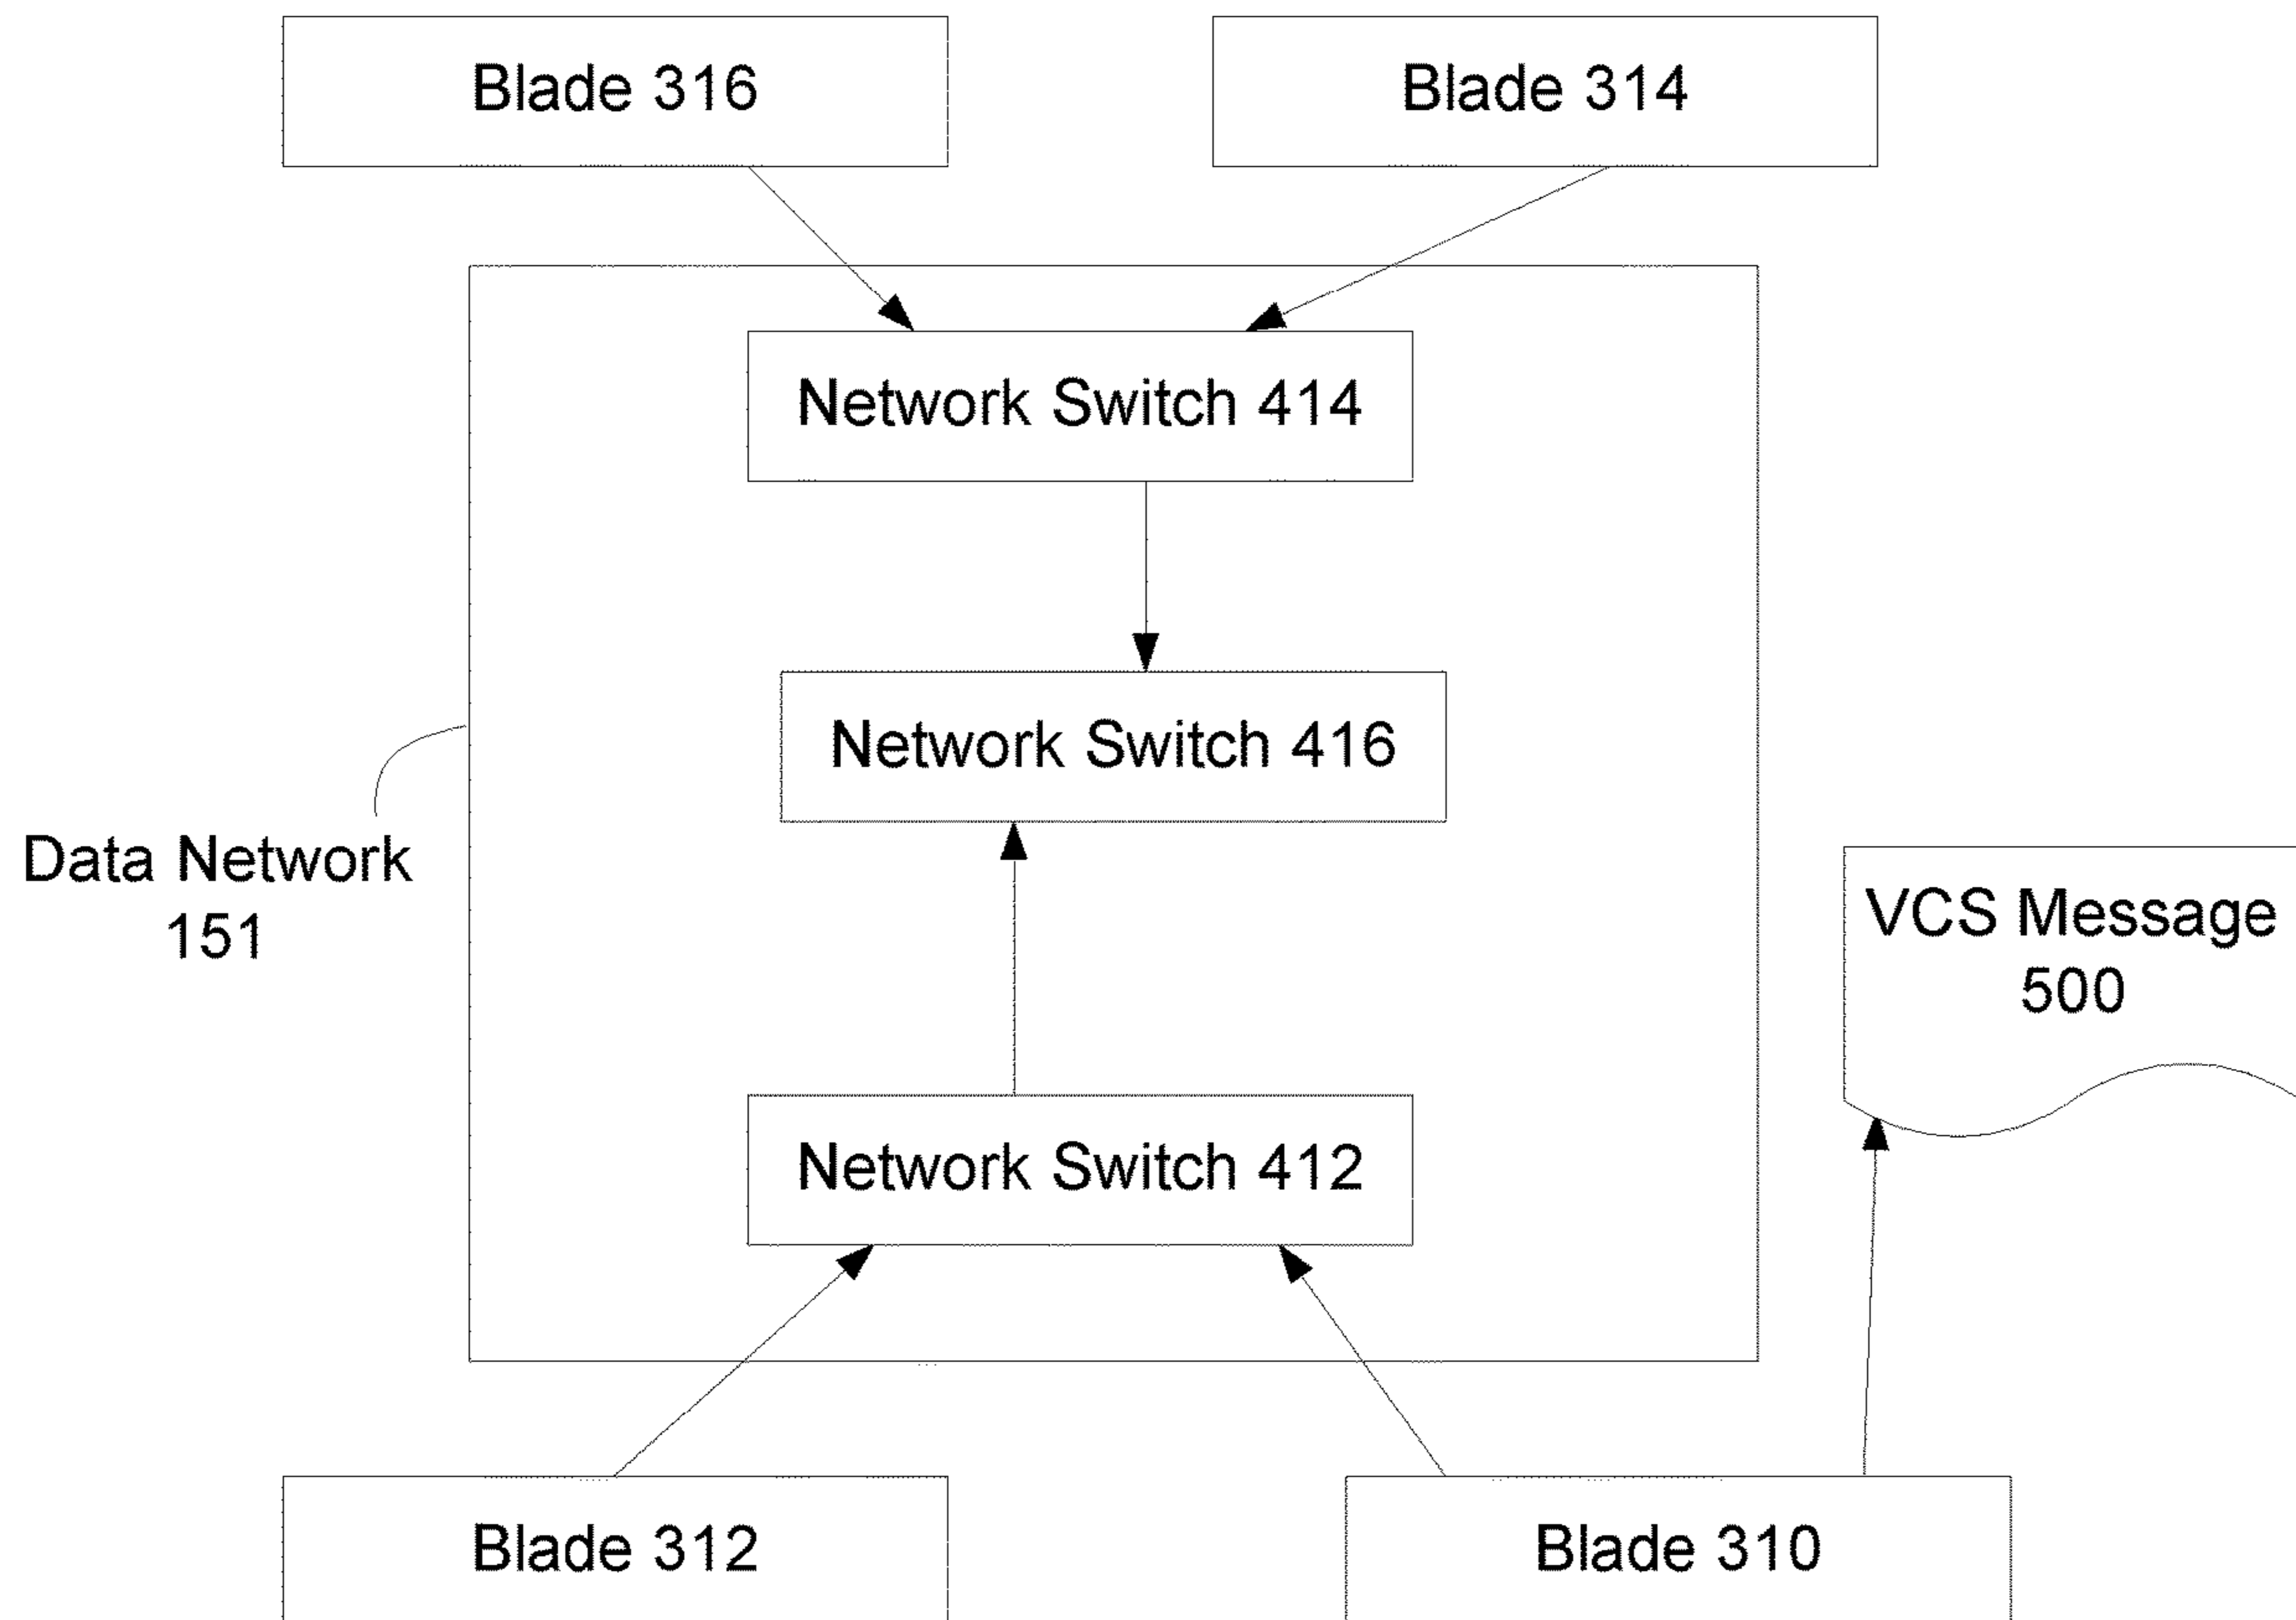 Blade 316
Blade 314
Network Switch 414
Network Switch 416
Data Network
151
VCS Message
500
Network Switch 412
Blade 312
Blade 310